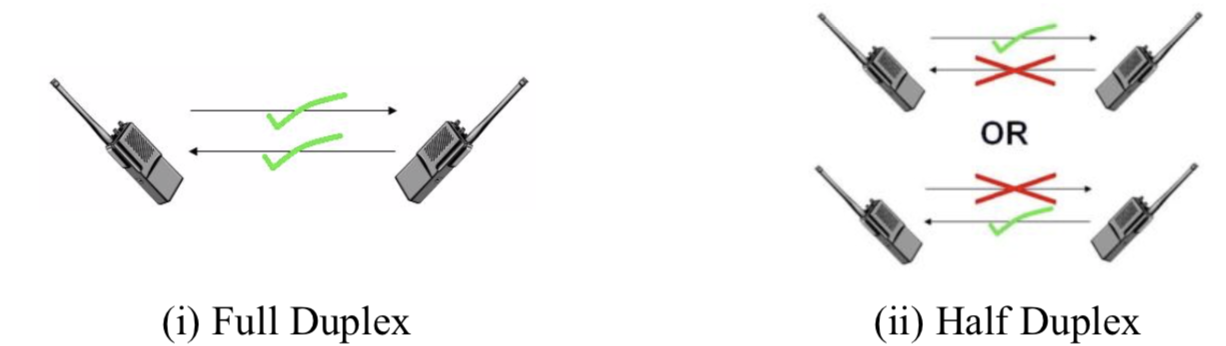 OR
(i) Full Duplex
(ii) Half Duplex